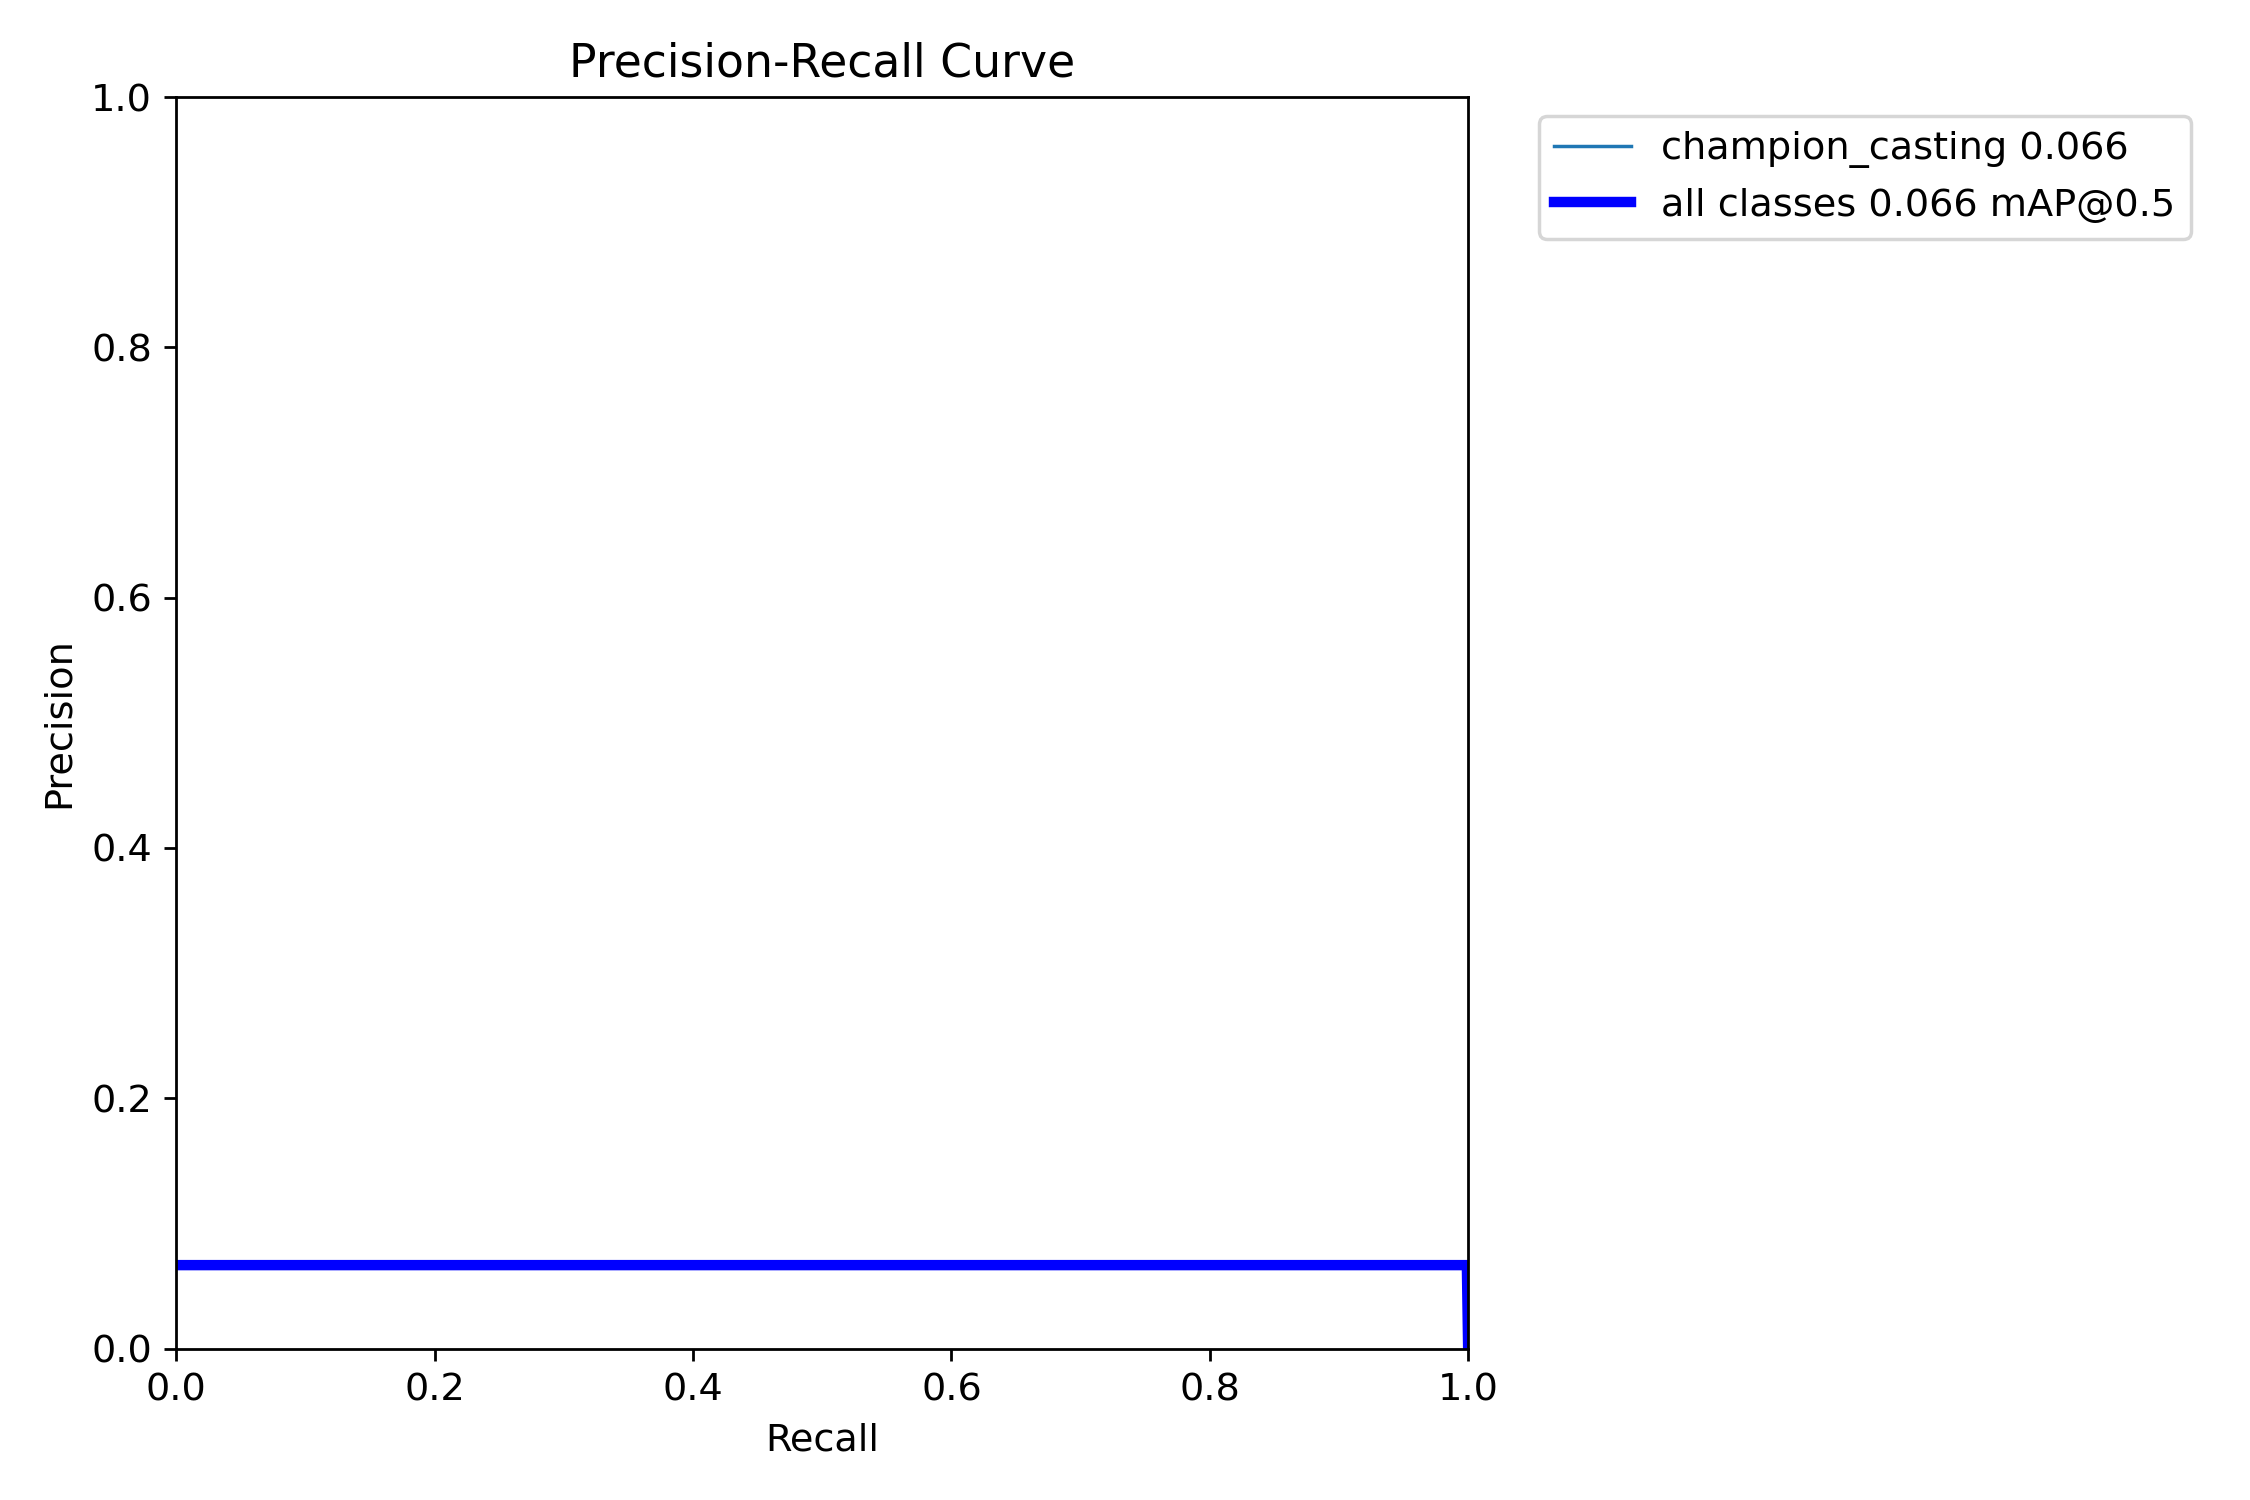 Precision-Recall Curve
1.0
0.8
0.6
0.4
0.2
0.0
Precision
0.0 0.2 0.4 0.6 0.8 1.0
Recall
champion_casting 0.066
all classes 0.066 mAP@0.5